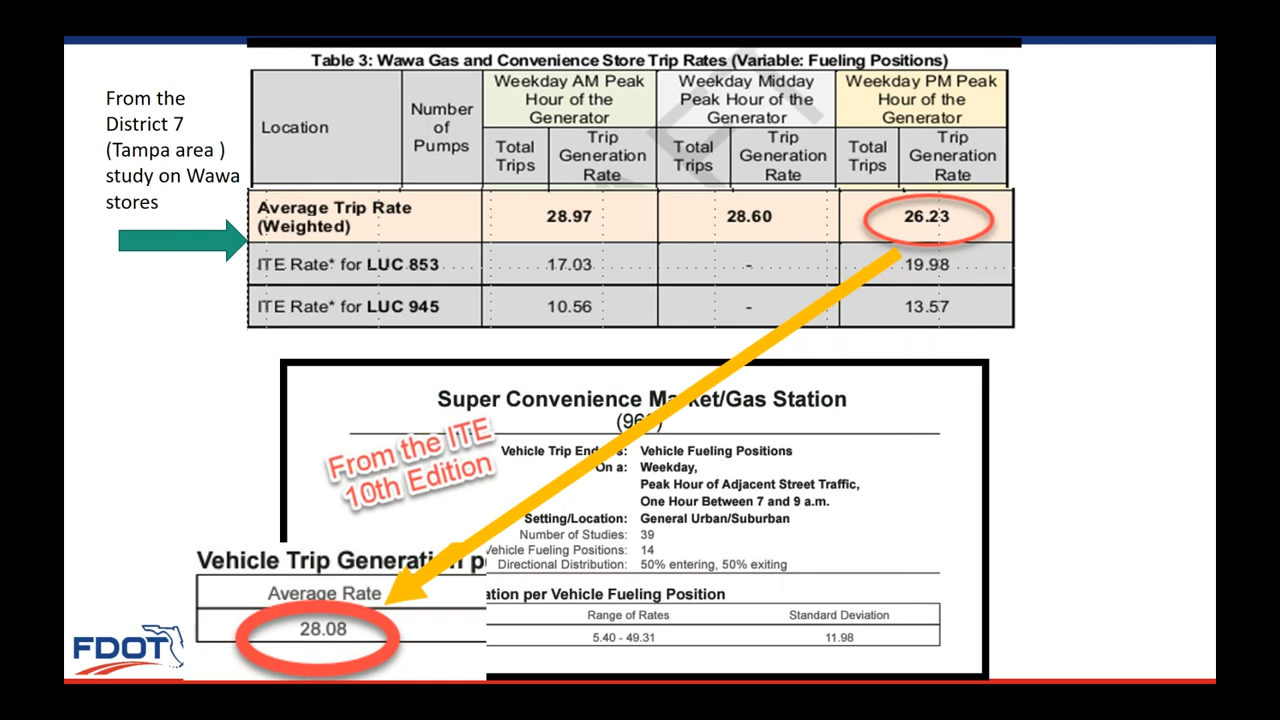 Table 3: Wawa Gas and Convenience Store Trip Rates (Variable: Fueling Positions)
From the
District 7
(Tampa area )
study on Wawa
stores
Location
Number
of
Pumps
Weekday AM Peak
Hour of the
Generator
Weekday Midday
Peak Hour of the
Generator
Weekday PM Peak
Hour of the
Generator
Total
Trips
Trip
Generation
Rate
Total
Trips
Trip
Generation
Rate
Total
Trips
Trip
Generation
Rate
Average Trip Rate
(Weighted)
28.97
28.60
26.23
ITE Rate* for LUC 853
17.03
-
19.98
ITE Rate* for LUC 945
10.56
-
13.57
Super Convenience Market/Gas Station
From the ITE
10th Edition
Vehicle Trip Vehicle Fueling Positions
On a: Weekday,
Peak Hour of Adjacent Street Traffic,
One Hour Between 7 and 9 a.m.
Setting/Location: General Urban/Suburban
Number of Studies: 39
Vehicle Fueling Positions: 14
Directional Distribution: 50% entering, 50% exiting
Vehicle Trip
per Vehicle Fueling Position
Average Rate
Range of Rates
Standard Deviation
28.08
5.40 - 49.31
11.98
FDOT